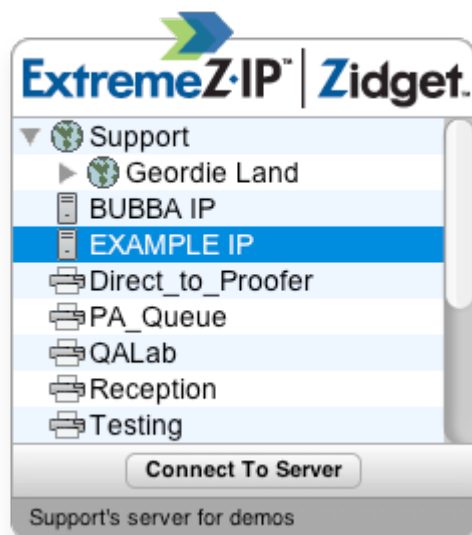 ExtremeZ·IP™ | Zidget™
Support
Geordie Land
BUBBA IP
EXAMPLE IP
Direct_to_Proofer
PA_Queue
QALab
Reception
Testing
Connect To Server
Support's server for demos